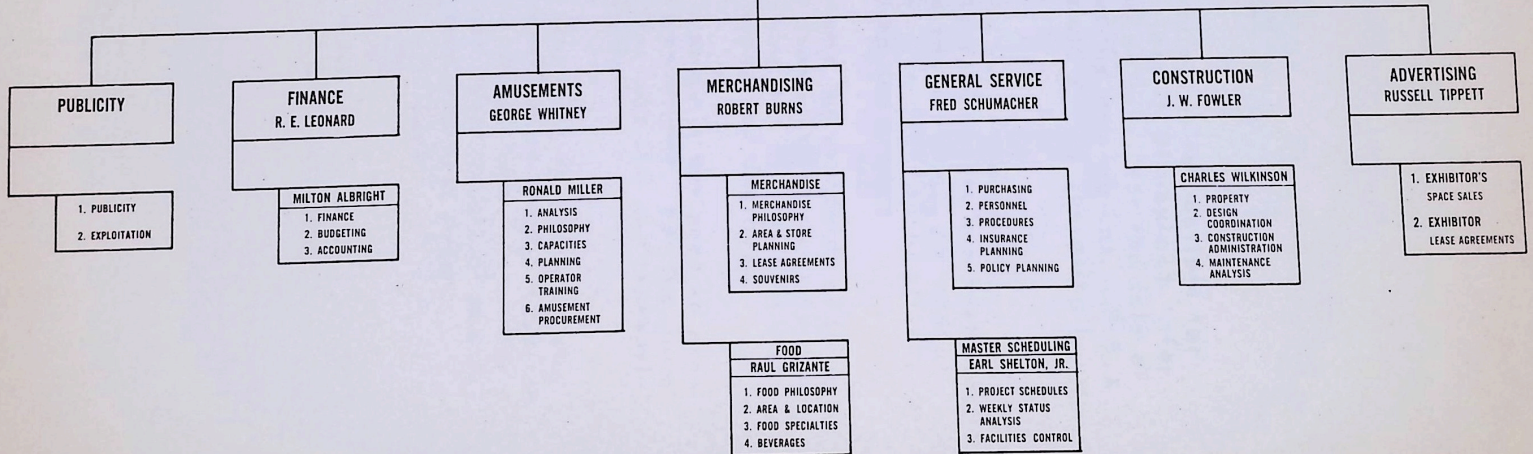 PUBLICITY
1. PUBLICITY
2. EXPLOITATION
FINANCE
R. E. LEONARD
MILTON ALBRIGHT
1. FINANCE
2. BUDGETING
3. ACCOUNTING
AMUSEMENTS
GEORGE WHITNEY
RONALD MILLER
1. ANALYSIS
2. PHILOSOPHY
3. CAPACITIES
4. PLANNING
5. OPERATOR
TRAINING
6. AMUSEMENT
PROCUREMENT
MERCHANDISING
ROBERT BURNS
MERCHANDISE
1. MERCHANDISE
PHILOSOPHY
2. AREA & STORE
PLANNING
3. LEASE AGREEMENTS
4. SOUVENIRS
FOOD
RAUL GRIZANTE
1. FOOD PHILOSOPHY
2. AREA & LOCATION
3. FOOD SPECIALTIES
4. BEVERAGES
GENERAL SERVICE
FRED SCHUMACHER
1. PURCHASING
2. PERSONNEL
3. PROCEDURES
4. INSURANCE
PLANNING
5. POLICY PLANNING
MASTER SCHEDULING
EARL SHELTON, JR.
1. PROJECT SCHEDULES
2. WEEKLY STATUS
ANALYSIS
3. FACILITIES CONTROL
CONSTRUCTION
J. W. FOWLER
CHARLES WILKINSON
1. PROPERTY
2. DESIGN
COORDINATION
3. CONSTRUCTION
ADMINISTRATION
4. MAINTENANCE
ANALYSIS
ADVERTISING
RUSSELL TIPPETT
1. EXHIBITOR'S
SPACE SALES
2. EXHIBITOR
LEASE AGREEMENTS